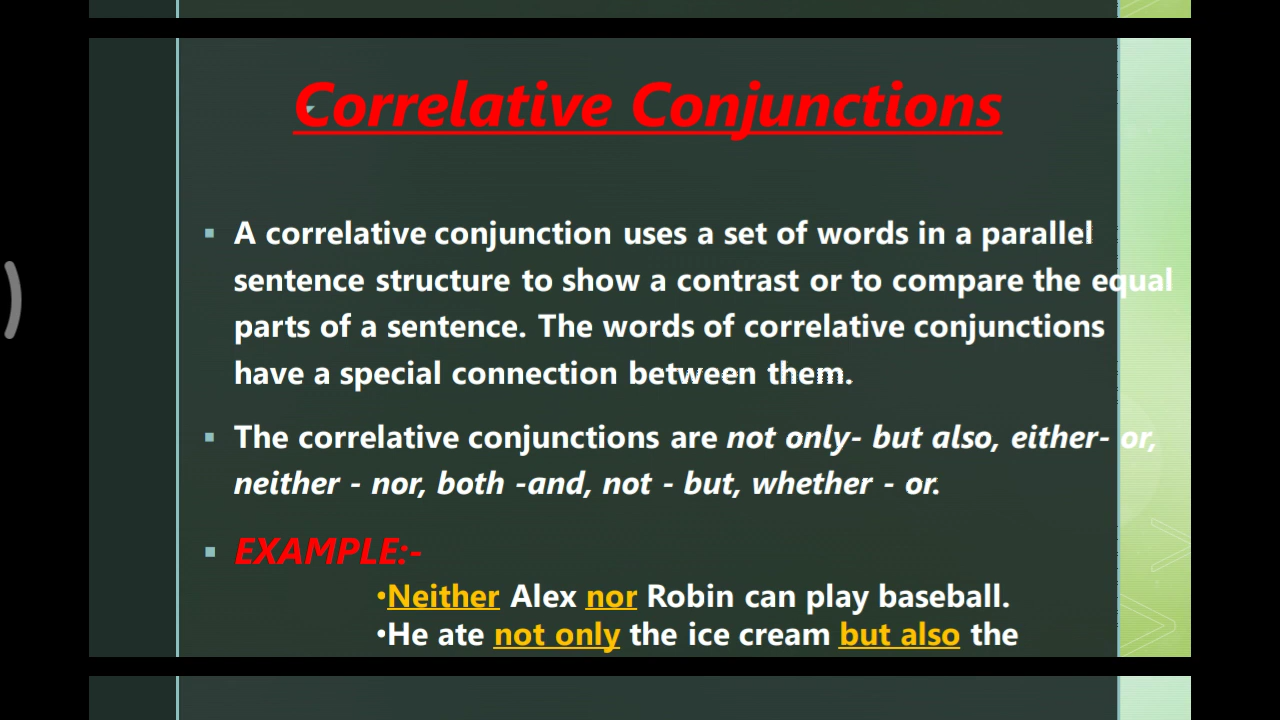 Correlative Conjunctions
▪ A correlative conjunction uses a set of words in a parallel
sentence structure to show a contrast or to compare the equal
parts of a sentence. The words of correlative conjunctions
have a special connection between them.
▪ The correlative conjunctions are not only- but also, either- or,
neither - nor, both -and, not - but, whether - or.
▪ EXAMPLE:-
•Neither Alex nor Robin can play baseball.
•He ate not only the ice cream but also the